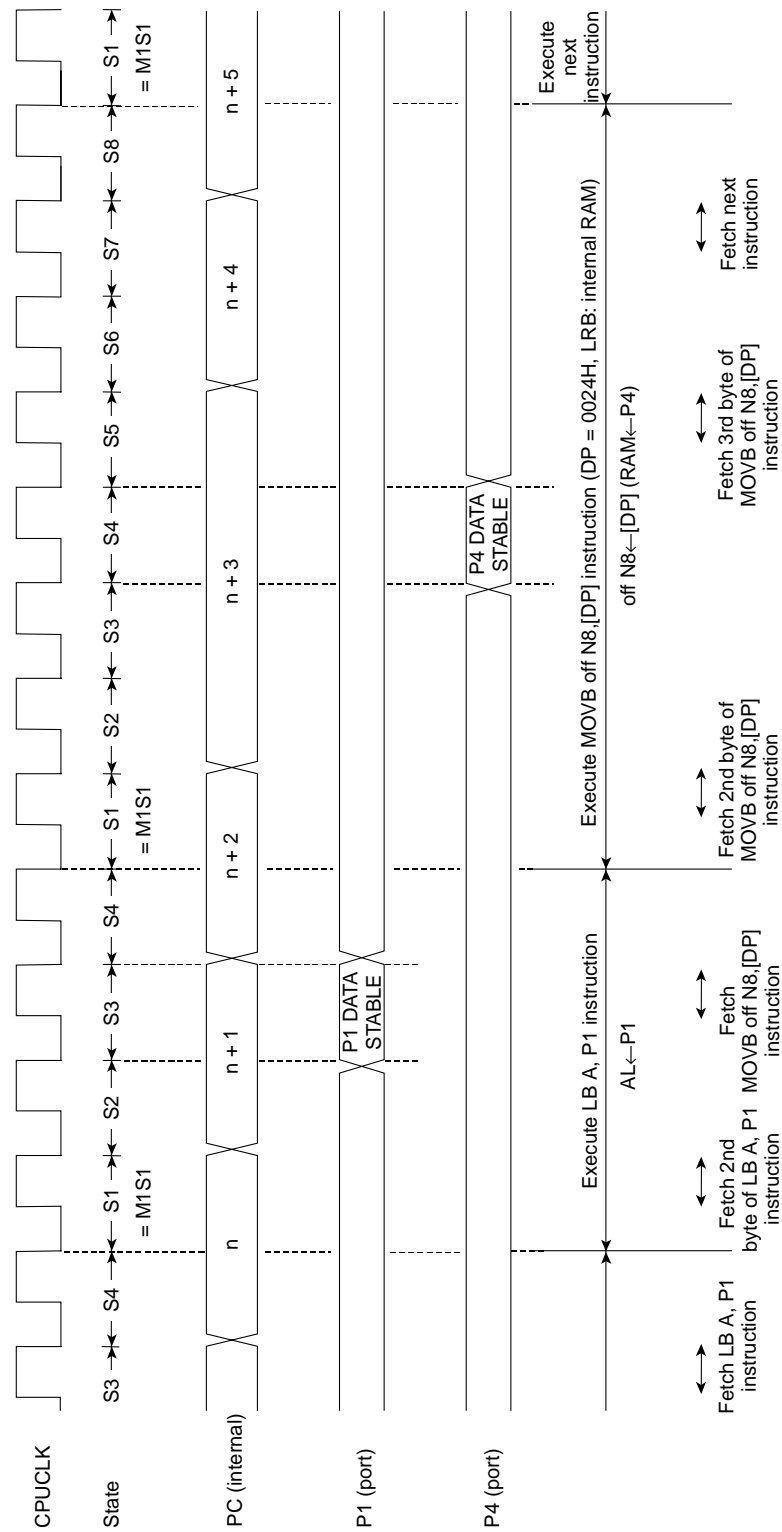 CPUCLK
State
S3
S4
S1
= M1S1
S2
S3
S4
S1
= M1S1
S2
S3
S4
S5
S6
S7
S8
S1
= M1S1
PC (internal)
n
n + 1
n + 2
n + 3
n + 4
n + 5
P1 (port)
P1 DATA
STABLE
P4 (port)
P4 DATA
STABLE
Execute LB A, P1 instruction
AL←P1
Execute MOVB off N8,[DP] instruction (DP = 0024H, LRB: internal RAM)
off N8←[DP] (RAM←P4)
Execute
next
instruction
Fetch LB A, P1
instruction
Fetch 2nd
byte of LB A, P1
instruction
Fetch
MOVB off N8,[DP]
instruction
Fetch 2nd byte of
MOVB off N8,[DP]
instruction
Fetch 3rd byte of
MOVB off N8,[DP]
instruction
Fetch next
instruction